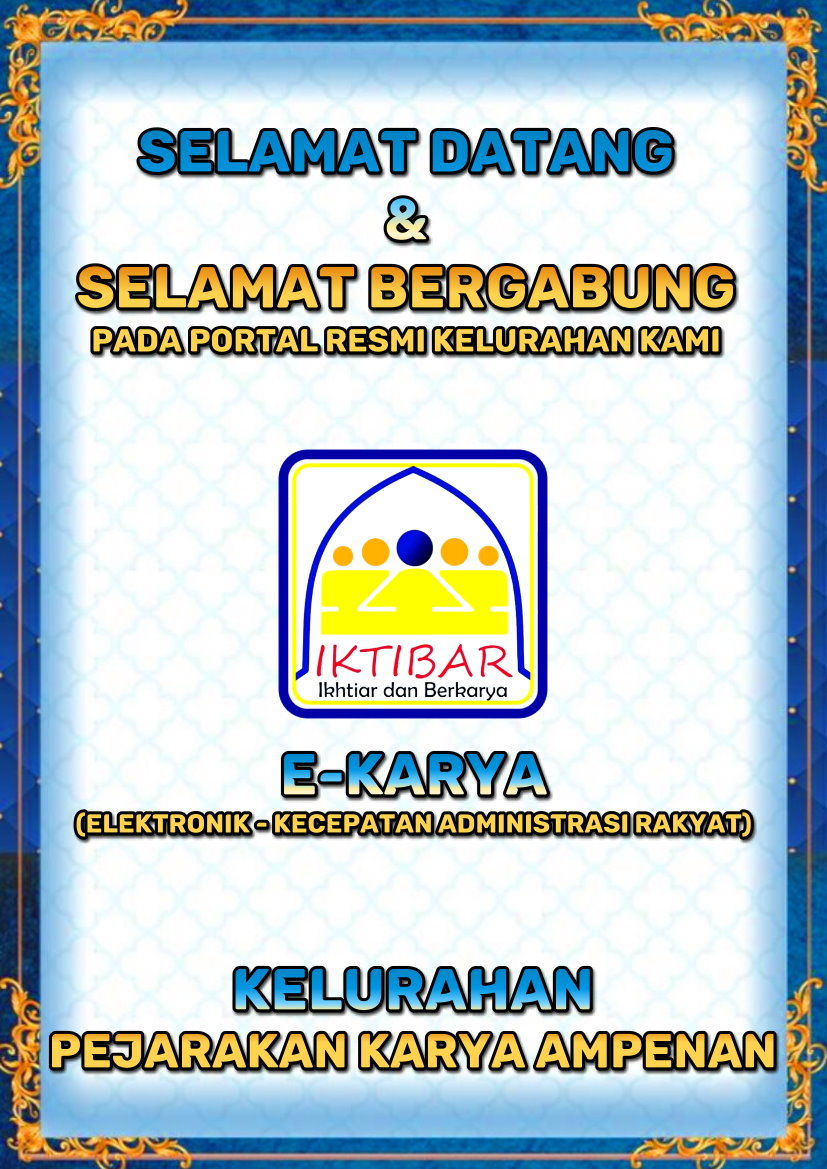 SELAMAT DATANG
&
SELAMAT BERGABUNG
PADA PORTAL RESMI KELURAHAN KAMI
IKTIBAR
Ikhtiar dan Berkarya
E-KARYA
(ELEKTRONIK - KECEPATAN ADMINISTRASI RAKYAT)
KELURAHAN
PEJARAKAN KARYA AMPENAN